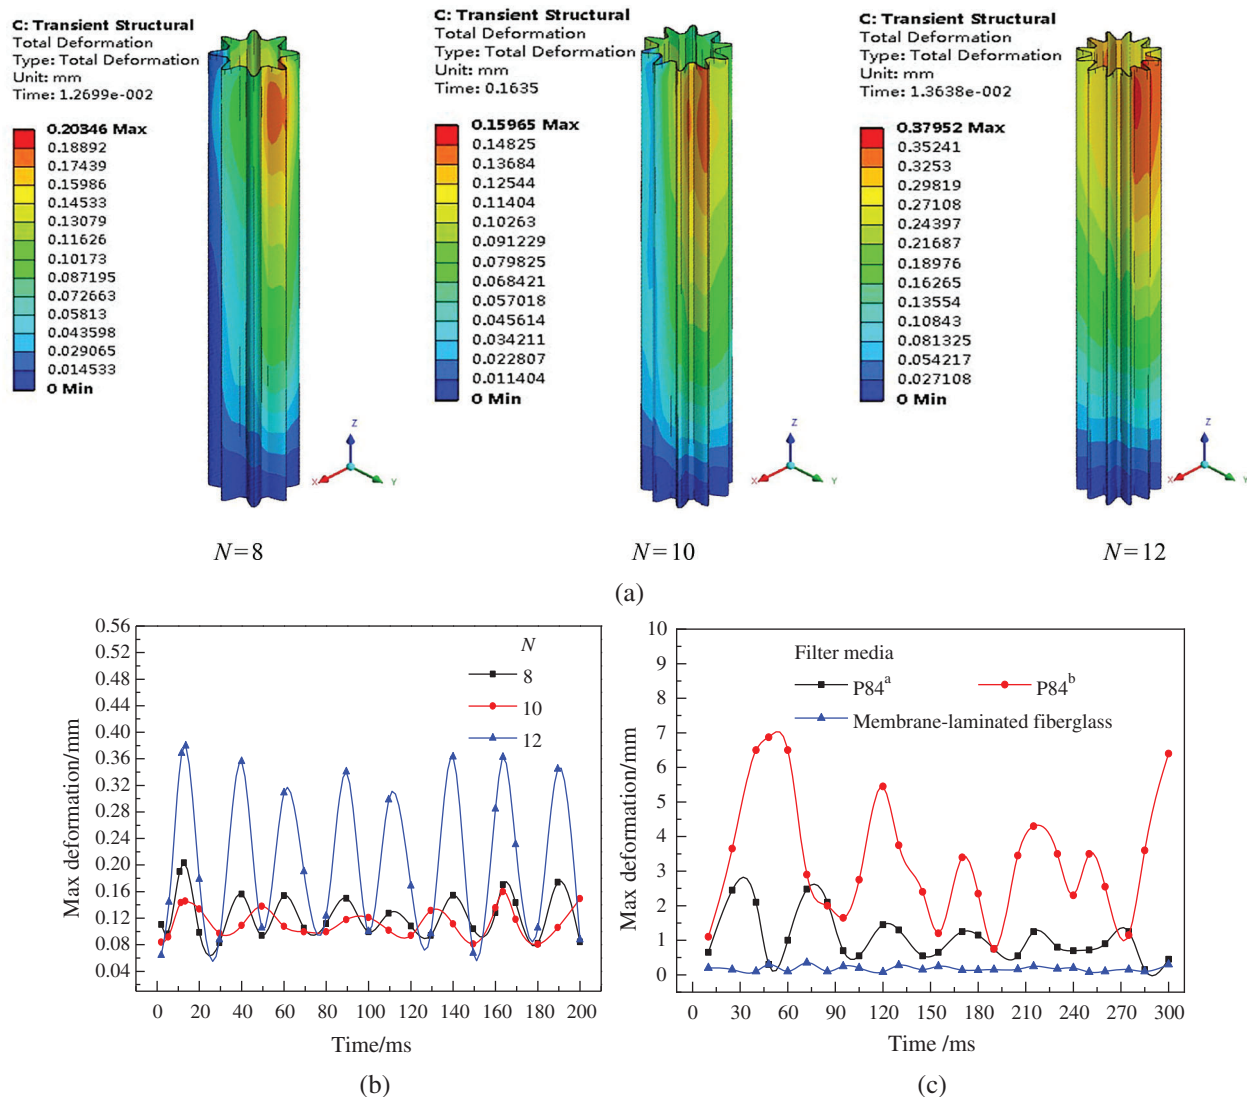 C: Transient Structural
Total Deformation
Type: Total Deformation
Unit: mm
Time: 1.2699e-002
0.20346 Max
0.18892
0.17439
0.15986
0.14533
0.13079
0.11626
0.10173
0.087195
0.072663
0.05813
0.043598
0.029065
0.014533
0 Min
Z
X
Y
N=8
C: Transient Structural
Total Deformation
Type: Total Deformation
Unit: mm
Time: 0.1635
0.15965 Max
0.14825
0.13684
0.12544
0.11404
0.10263
0.091229
0.079825
0.068421
0.057018
0.045614
0.034211
0.022807
0.011404
0 Min
Z
X
Y
N=10
C: Transient Structural
Total Deformation
Type: Total Deformation
Unit: mm
Time: 1.3638e-002
0.37952 Max
0.35241
0.3253
0.29819
0.27108
0.24397
0.21687
0.18976
0.16265
0.13554
0.10843
0.081325
0.054217
0.027108
0 Min
Z
X
Y
N=12
(a)
Max deformation/mm
0.56
0.52
0.48
0.44
0.40
0.36
0.32
0.28
0.24
0.20
0.16
0.12
0.08
0.04
N
8
10
12
0 20 40 60 80 100 120 140 160 180 200
Time/ms
(b)
Max deformation/mm
10
9
8
7
6
5
4
3
2
1
0
Filter media
P84a P84b
Membrane-laminated fiberglass
0 30 60 90 120 150 180 210 240 270 300
Time /ms
(c)